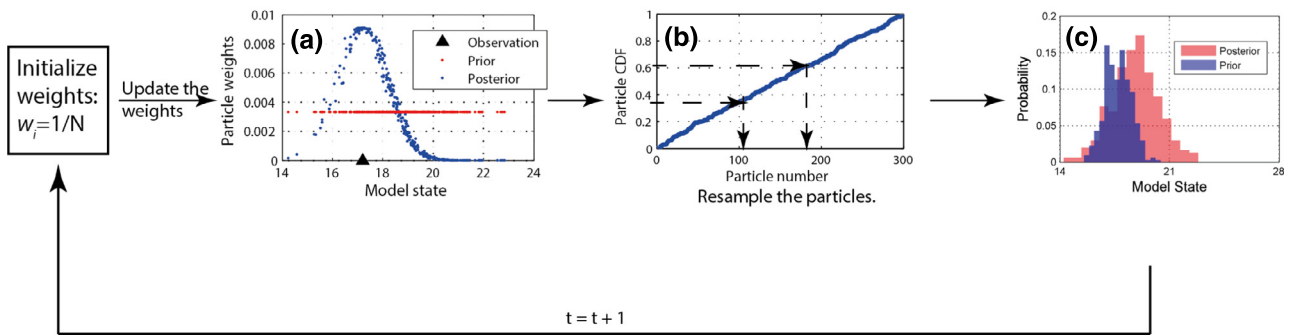 Initialize
weights:
wᵢ=1/N
Update the
weights
(a)
Particle weights
0.01
0.008
0.006
0.004
0.002
0
14
16
18
20
22
24
Model state
Observation
Prior
Posterior
(b)
Particle CDF
1
0.8
0.6
0.4
0.2
0
0
100
200
300
Particle number
Resample the particles.
(c)
Probability
0.2
0.15
0.1
0.05
0
14
21
28
Model State
Posterior
Prior
t = t + 1